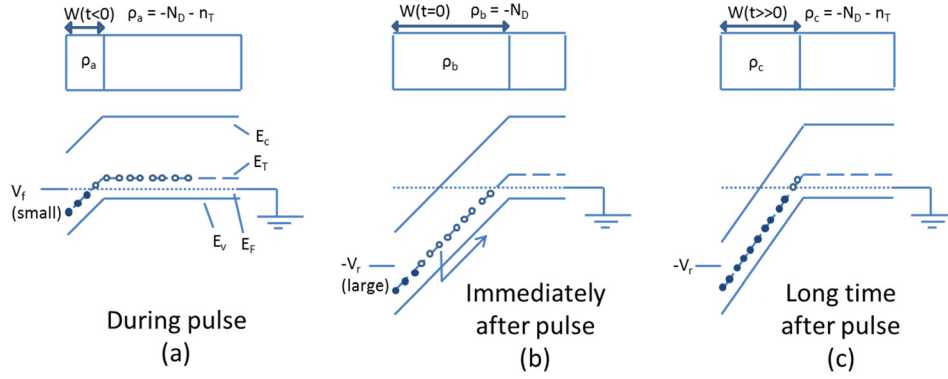 W(t<0) ρa = -ND - nT
ρa
Ec
ET
Vf
(small)
Ev
EF
During pulse
(a)
W(t=0) ρb = -ND
ρb
-Vr
(large)
Immediately
after pulse
(b)
W(t>>0) ρc = -ND - nT
ρc
-Vr
Long time
after pulse
(c)